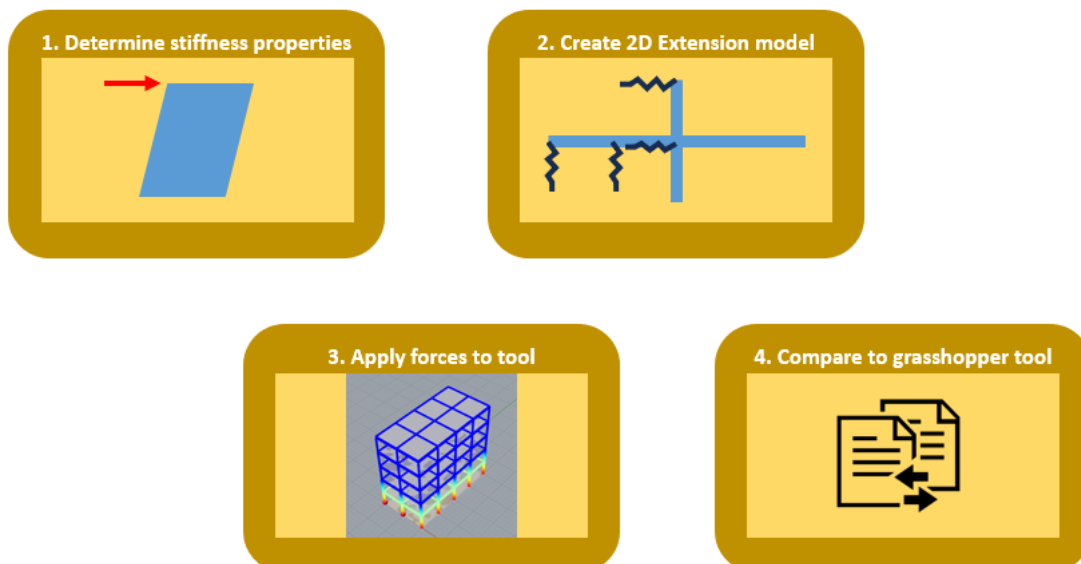 1. Determine stiffness properties
2. Create 2D Extension model
3. Apply forces to tool
4. Compare to grasshopper tool